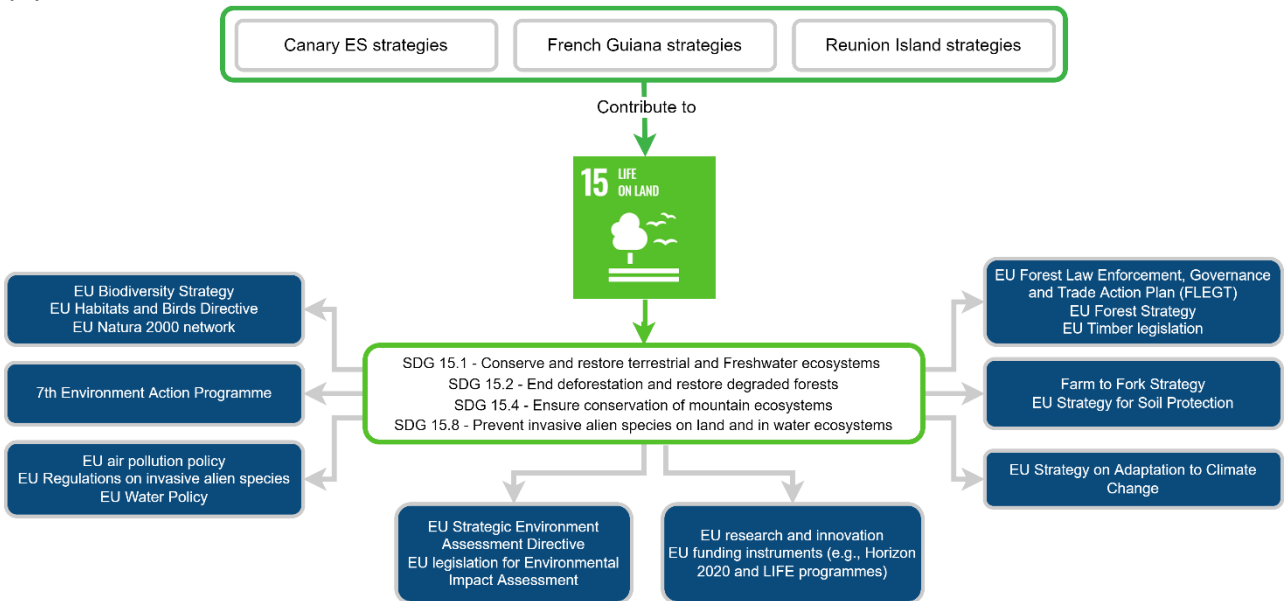 Canary ES strategies
French Guiana strategies
Reunion Island strategies
Contribute to
15 LIFE
ON LAND
EU Biodiversity Strategy
EU Habitats and Birds Directive
EU Natura 2000 network
7th Environment Action Programme
EU air pollution policy
EU Regulations on invasive alien species
EU Water Policy
SDG 15.1 - Conserve and restore terrestrial and Freshwater ecosystems
SDG 15.2 - End deforestation and restore degraded forests
SDG 15.4 - Ensure conservation of mountain ecosystems
SDG 15.8 - Prevent invasive alien species on land and in water ecosystems
EU Forest Law Enforcement, Governance
and Trade Action Plan (FLEGT)
EU Forest Strategy
EU Timber legislation
Farm to Fork Strategy
EU Strategy for Soil Protection
EU Strategy on Adaptation to Climate
Change
EU Strategic Environment
Assessment Directive
EU legislation for Environmental
Impact Assessment
EU research and innovation
EU funding instruments (e.g., Horizon
2020 and LIFE programmes)